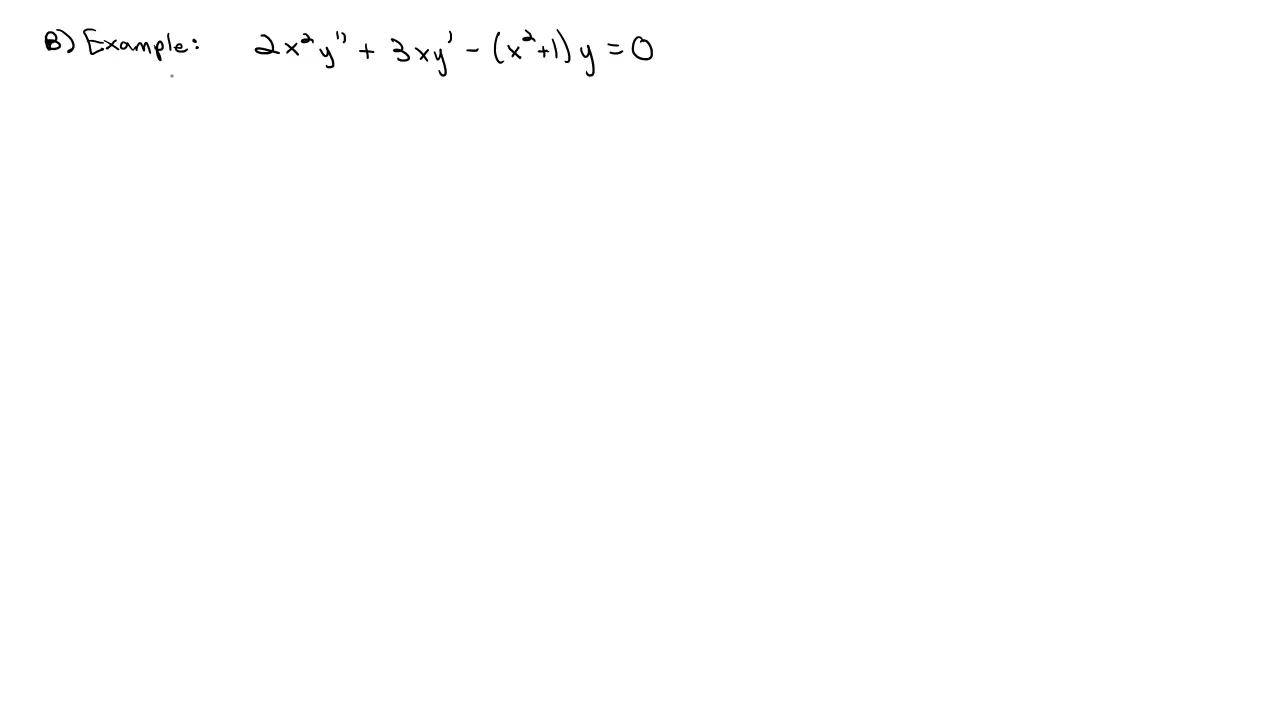 B) Example: 2x²y'' + 3xy' - (x²+1)y = 0